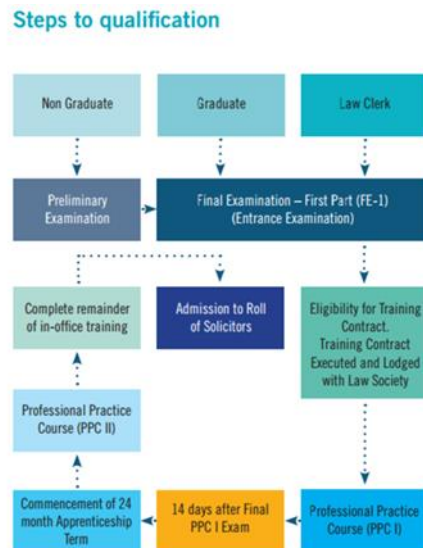 Steps to qualification
Non Graduate
Graduate
Law Clerk
Preliminary
Examination
Final Examination – First Part (FE-1)
(Entrance Examination)
Complete remainder
of in-office training
Admission to Roll
of Solicitors
Eligibility for Training
Contract.
Training Contract
Executed and Lodged
with Law Society
Professional Practice
Course (PPC II)
Commencement of 24
month Apprenticeship
Term
14 days after Final
PPC I Exam
Professional Practice
Course (PPC I)